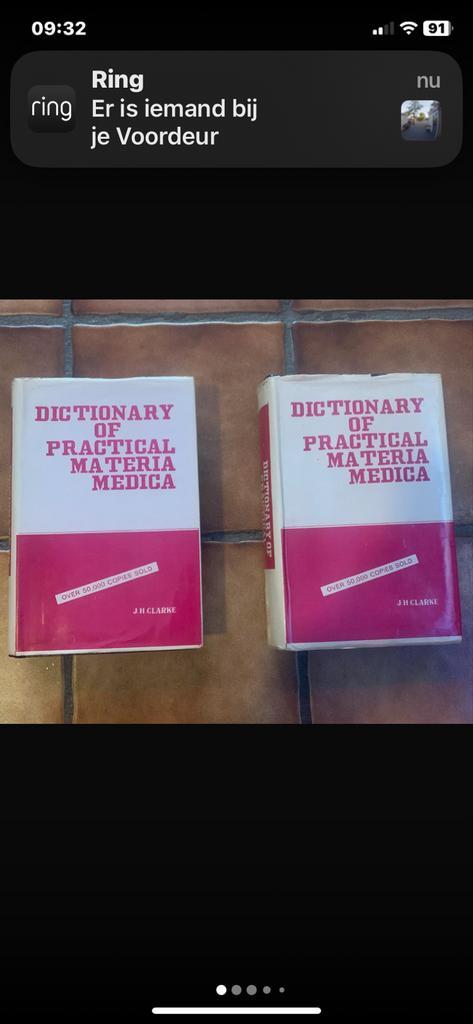 09:32
91
ring
Ring
nu
Er is iemand bij
je Voordeur
DICTIONARY
OF
PRACTICAL
MATERIA
MEDICA
OVER 50,000 COPIES SOLD
J H CLARKE
DICTIONARY OF
DICTIONARY
OF
PRACTICAL
MATERIA
MEDICA
OVER 50,000 COPIES SOLD
J H CLARKE